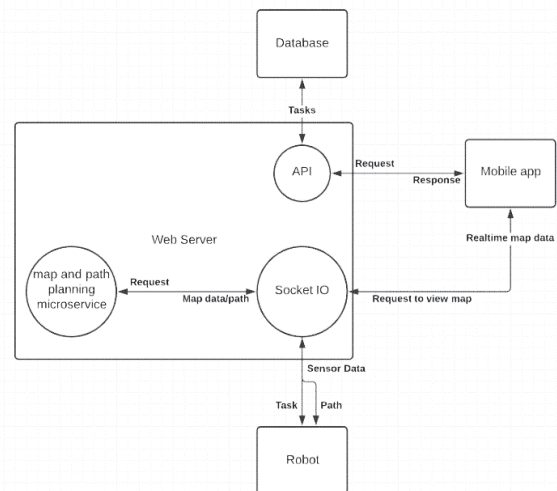 Database
Tasks
API
Request
Response
Mobile app
Web Server
Realtime map data
map and path
planning
microservice
Request
Map data/path
Socket IO
Request to view map
Sensor Data
Task
Path
Robot